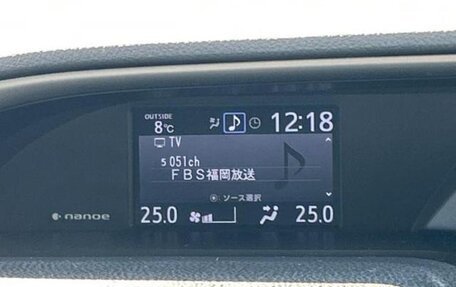 OUTSIDE
8℃ 12:18
TV
5 051ch
FBS福岡放送
ソース選択
nanoe
25.0 25.0